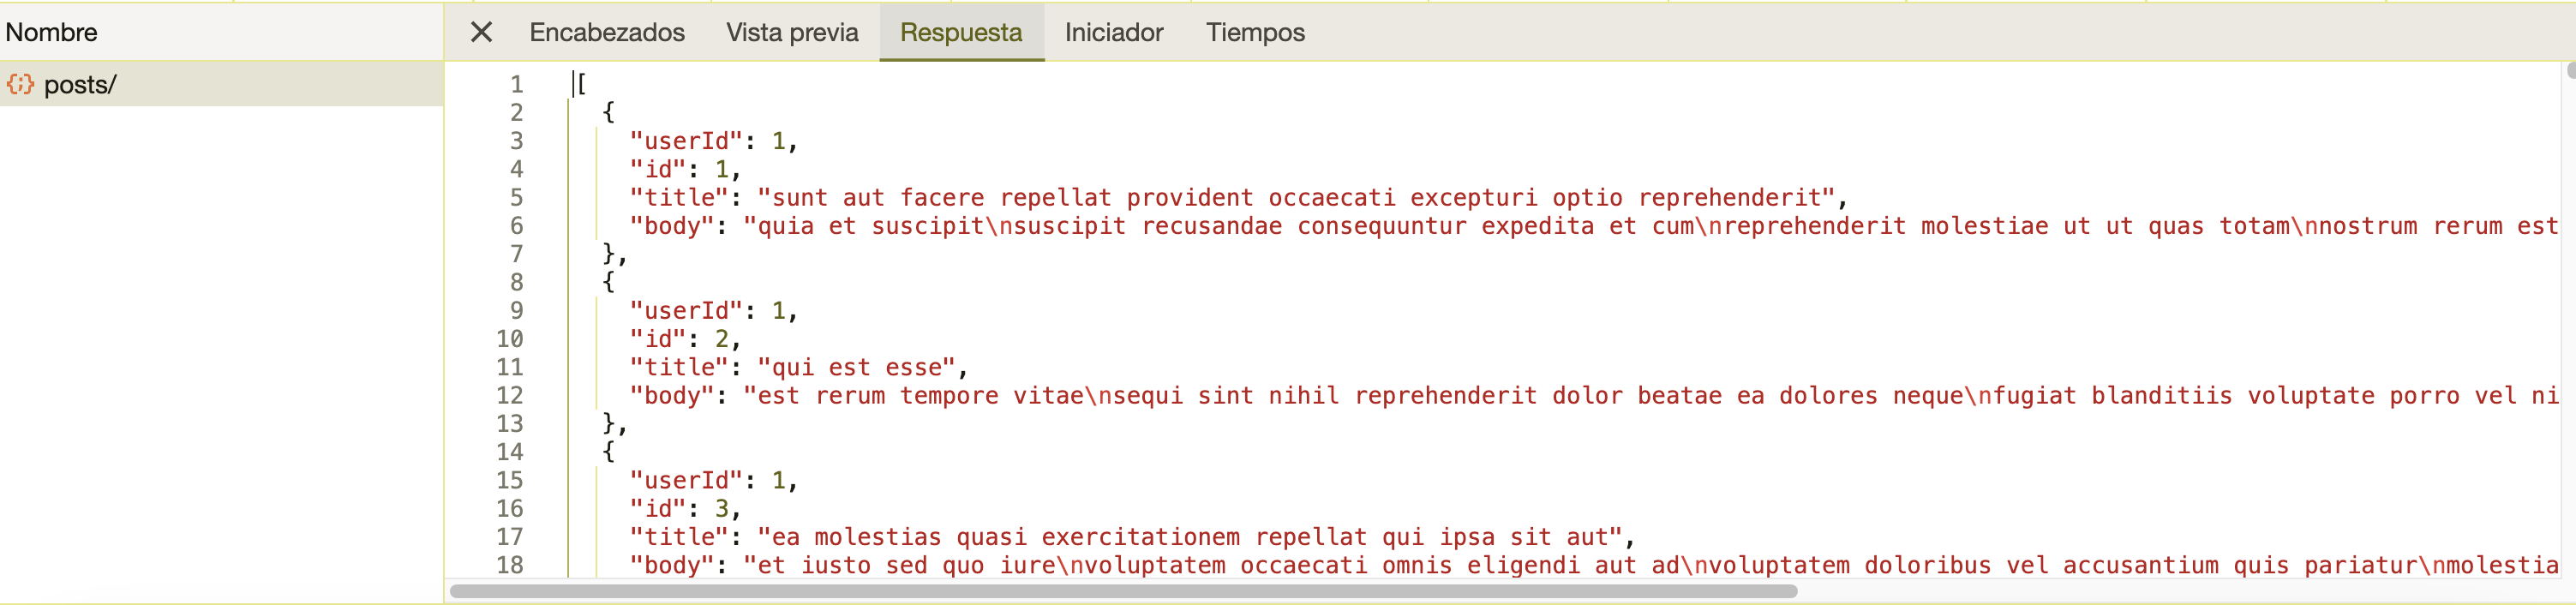 Nombre
posts/
Encabezados Vista previa Respuesta Iniciador Tiempos
1 [
2 {
3 "userId": 1,
4 "id": 1,
5 "title": "sunt aut facere repellat provident occaecati excepturi optio reprehenderit",
6 "body": "quia et suscipit\nsuscipit recusandae consequuntur expedita et cum\nreprehenderit molestiae ut ut quas totam\nnostrum rerum est
7 },
8 {
9 "userId": 1,
10 "id": 2,
11 "title": "qui est esse",
12 "body": "est rerum tempore vitae\nsequi sint nihil reprehenderit dolor beatae ea dolores neque\nfugiat blanditiis voluptate porro vel ni
13 },
14 {
15 "userId": 1,
16 "id": 3,
17 "title": "ea molestias quasi exercitationem repellat qui ipsa sit aut",
18 "body": "et iusto sed quo iure\nvoluptatem occaecati omnis eligendi aut ad\nvoluptatem doloribus vel accusantium quis pariatur\nmolestia